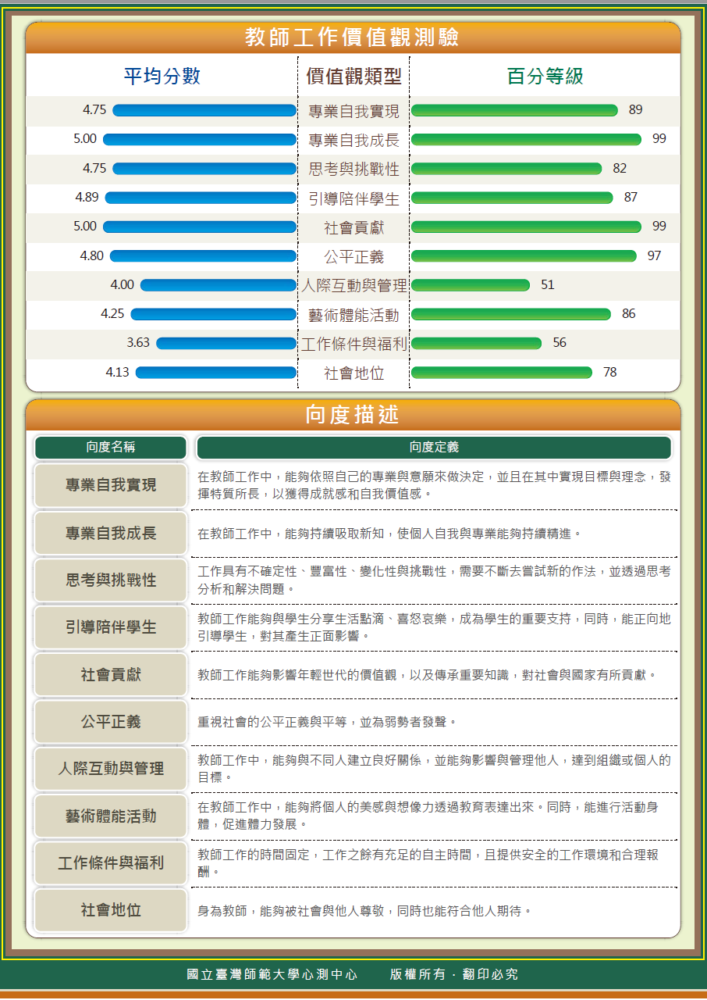 教師工作價值觀測驗
平均分數 價值觀類型 百分等級
4.75 專業自我實現 89
5.00 專業自我成長 99
4.75 思考與挑戰性 82
4.89 引導陪伴學生 87
5.00 社會貢獻 99
4.80 公平正義 97
4.00 人際互動與管理 51
4.25 藝術體能活動 86
3.63 工作條件與福利 56
4.13 社會地位 78
向度描述
向度名稱 向度定義
專業自我實現
在教師工作中，能夠依照自己的專業與意願來做決定，並且在其中實現目標與理念，發
揮特質所長，以獲得成就感和自我價值感。
專業自我成長
在教師工作中，能夠持續吸取新知，使個人自我與專業能夠持續精進。
思考與挑戰性
工作具有不確定性、豐富性、變化性與挑戰性，需要不斷去嘗試新的作法，並透過思考
分析和解決問題。
引導陪伴學生
教師工作能夠與學生分享生活點滴、喜怒哀樂，成為學生的重要支持，同時，能正向地
引導學生，對其產生正面影響。
社會貢獻
教師工作能夠影響年輕世代的價值觀，以及傳承重要知識，對社會與國家有所貢獻。
公平正義
重視社會的公平正義與平等，並為弱勢者發聲。
人際互動與管理
教師工作中，能夠與不同人建立良好關係，並能夠影響與管理他人，達到組織或個人的
目標。
藝術體能活動
在教師工作中，能夠將個人的美感與想像力透過教育表達出來。同時，能進行活動身
體，促進體力發展。
工作條件與福利
教師工作的時間固定，工作之餘有充足的自主時間，且提供安全的工作環境和合理報
酬。
社會地位
身為教師，能夠被社會與他人尊敬，同時也能符合他人期待。
國立臺灣師範大學心測中心 版權所有．翻印必究